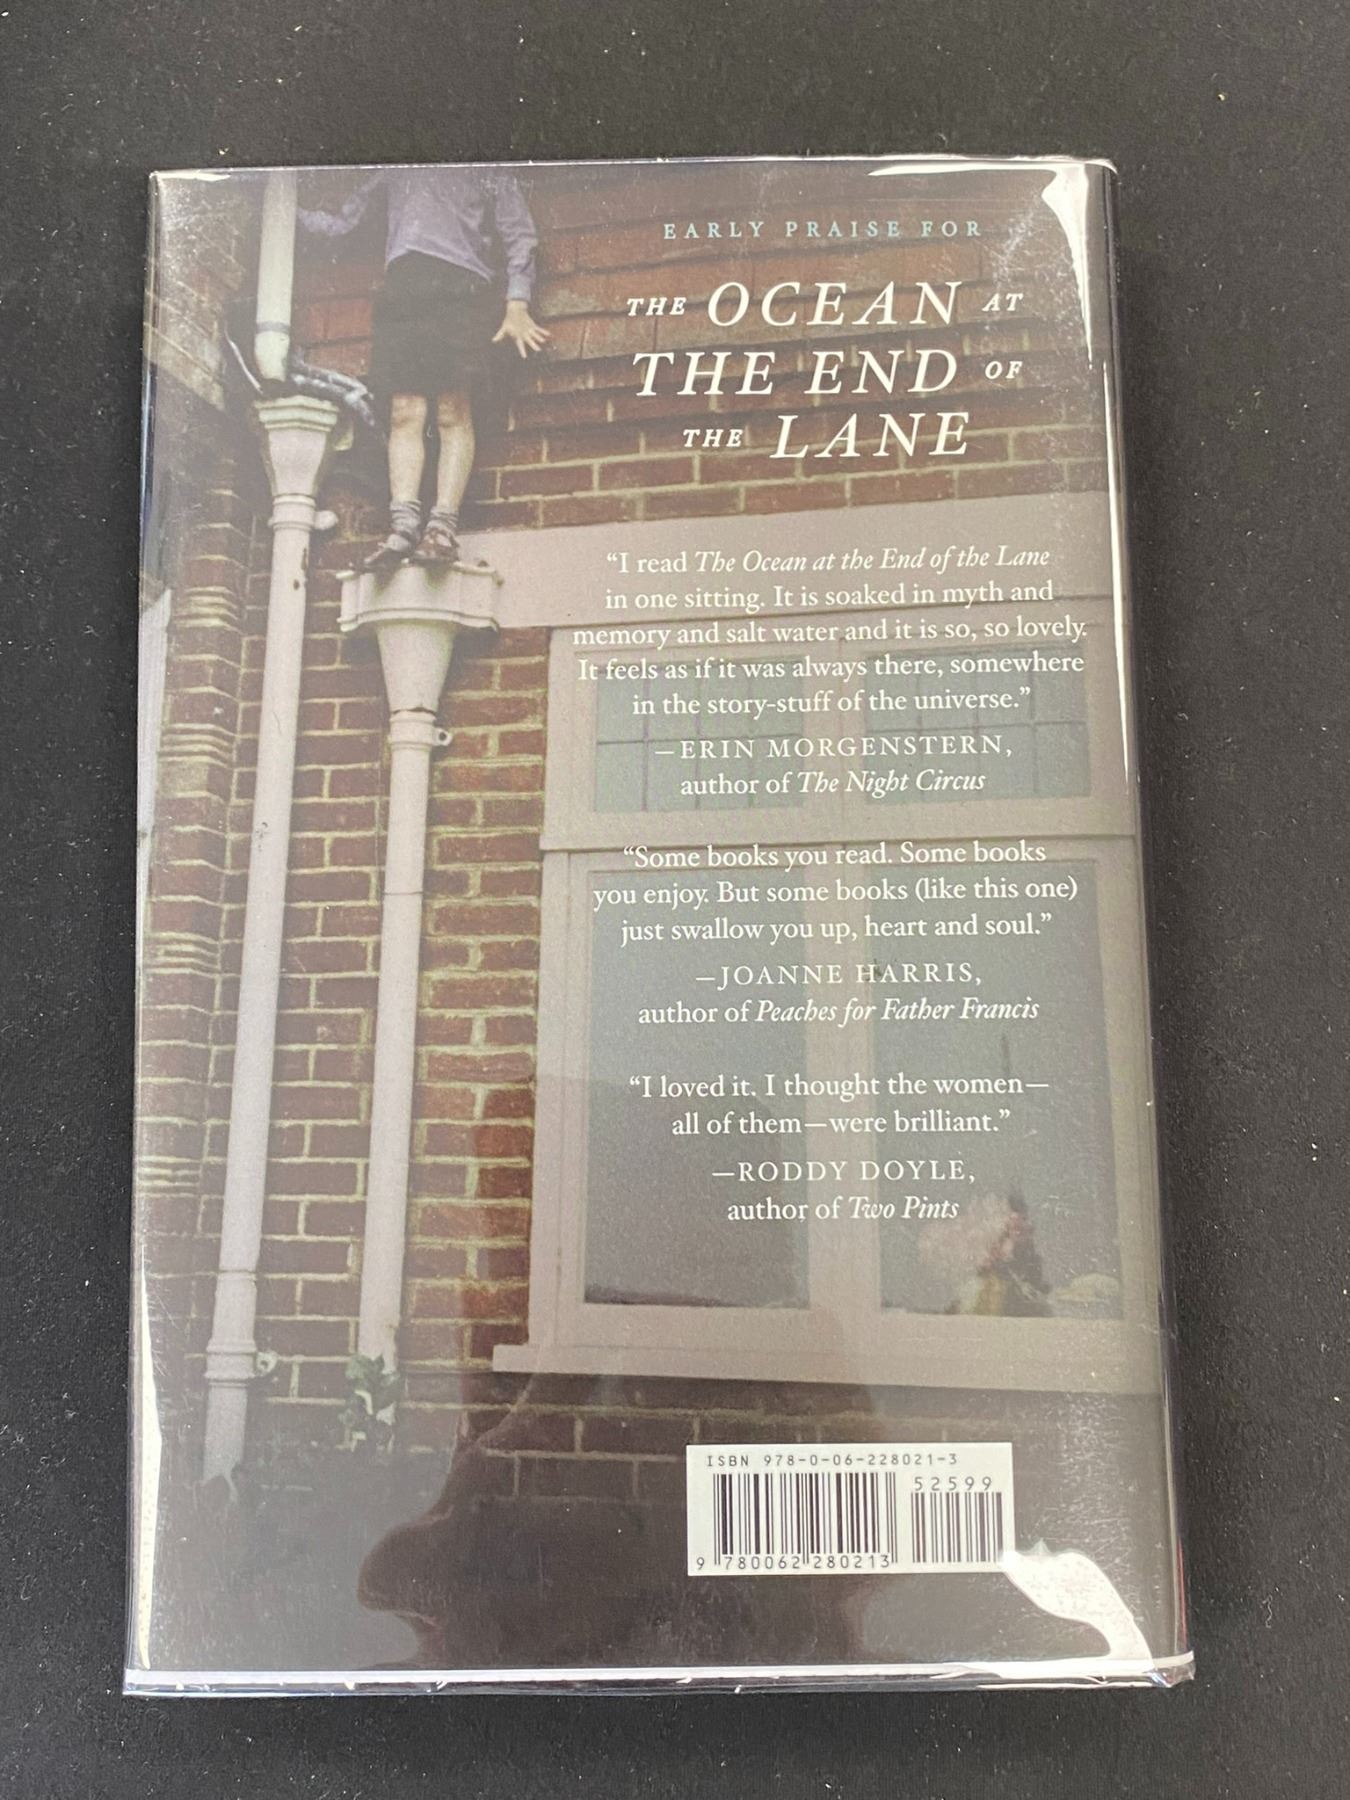 EARLY PRAISE FOR
THE OCEAN AT
THE END OF
THE LANE
“I read The Ocean at the End of the Lane
in one sitting. It is soaked in myth and
memory and salt water and it is so, so lovely.
It feels as if it was always there, somewhere
in the story-stuff of the universe.”
—ERIN MORGENSTERN,
author of The Night Circus
“Some books you read. Some books
you enjoy. But some books (like this one)
just swallow you up, heart and soul.”
—JOANNE HARRIS,
author of Peaches for Father Francis
“I loved it. I thought the women—
all of them—were brilliant.”
—RODDY DOYLE,
author of Two Pints
ISBN 978-0-06-228021-3
52599
9 780062 280213